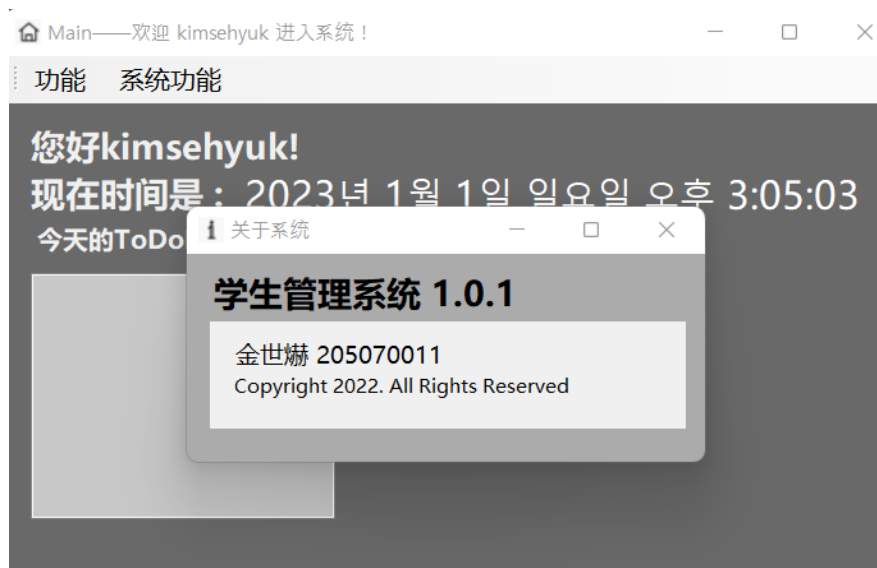 Main——欢迎 kimsehyuk 进入系统！
功能 系统功能
您好kimsehyuk!
现在时间是： 2023년 1월 1일 일요일 오후 3:05:03
今天的ToDo
关于系统
学生管理系统 1.0.1
金世爀 205070011
Copyright 2022. All Rights Reserved